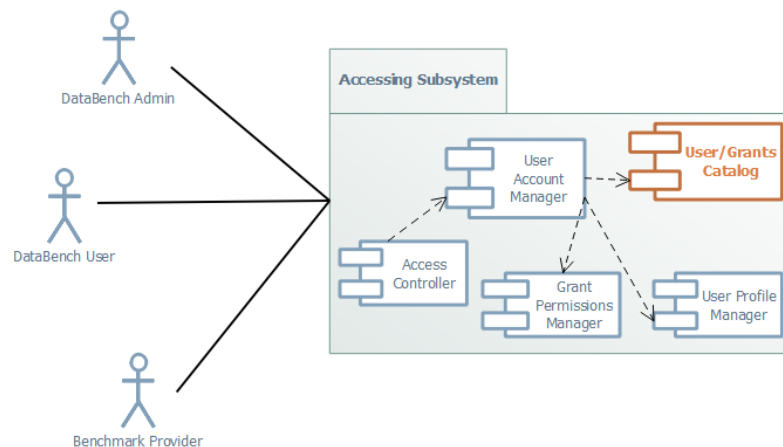 DataBench Admin
Accessing Subsystem
User
Account
Manager
User/Grants
Catalog
DataBench User
Access
Controller
Grant
Permissions
Manager
User Profile
Manager
Benchmark Provider